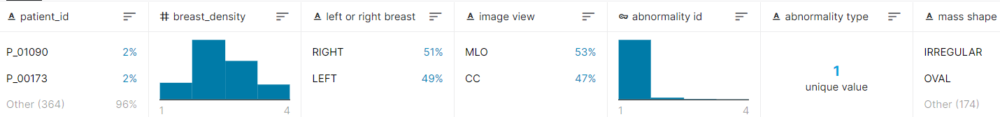 patient_id
P_01090 2%
P_00173 2%
Other (364) 96%
breast_density
1 4
left or right breast
RIGHT 51%
LEFT 49%
image view
MLO 53%
CC 47%
abnormality id
1 4
abnormality type
1
unique value
mass shape
IRREGULAR
OVAL
Other (174)